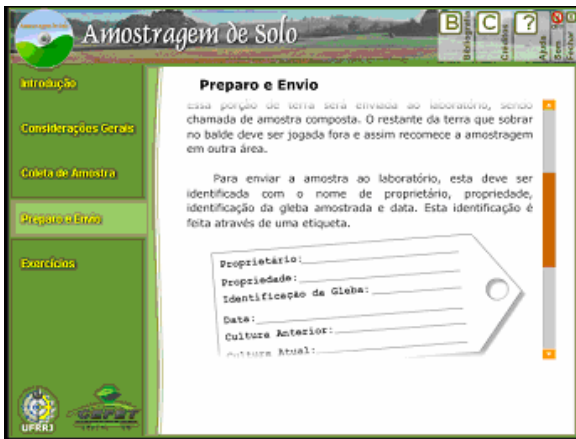 Amostragem de Solo
B
C
?
Bibliografia
Créditos
Ajuda
Som
Fechar
Introdução
Considerações Gerais
Coleta de Amostra
Preparo e Envio
Exercícios
UFRRJ
CEFET
Preparo e Envio
Essa porção de terra será enviada ao laboratório, sendo
chamada de amostra composta. O restante da terra que sobrar
no balde deve ser jogada fora e assim recomece a amostragem
em outra área.
Para enviar a amostra ao laboratório, esta deve ser
identificada com o nome de proprietário, propriedade,
identificação da gleba amostrada e data. Esta identificação é
feita através de uma etiqueta.
Proprietário:
Propriedade:
Identificação da Gleba:
Data:
Cultura Anterior:
Cultura Atual: